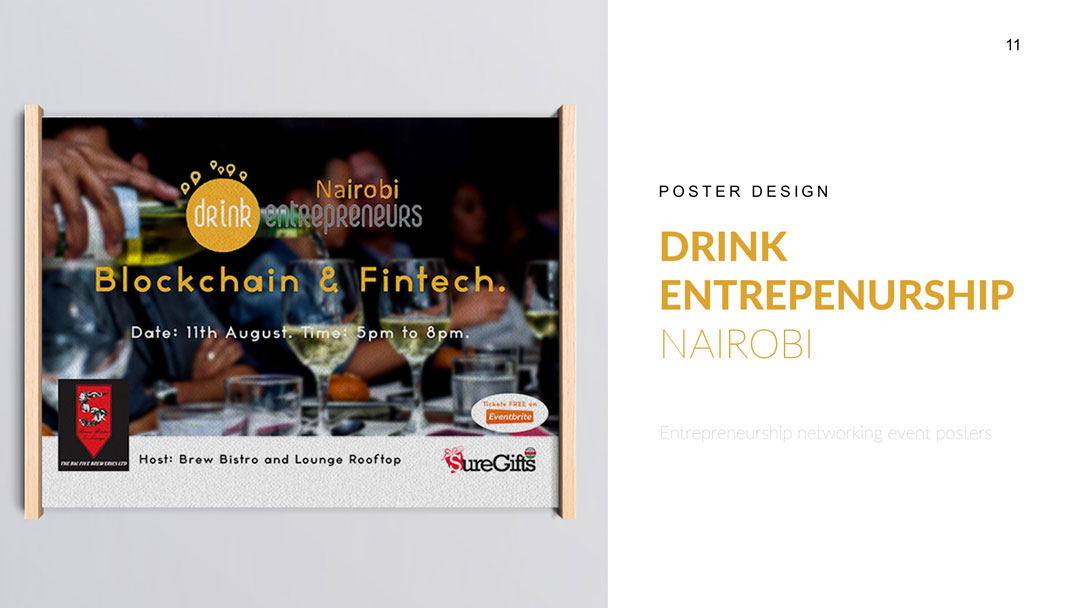 Nairobi
drink entrepreneurs
Blockchain & Fintech.
Date: 11th August. Time: 5pm to 8pm.
Tickets FREE on
Eventbrite
5
THE BIG FIVE BREWERIES LTD
Host: Brew Bistro and Lounge Rooftop
SureGifts
11
POSTER DESIGN
DRINK
ENTREPENURSHIP
NAIROBI
Entrepreneurship networking event posters